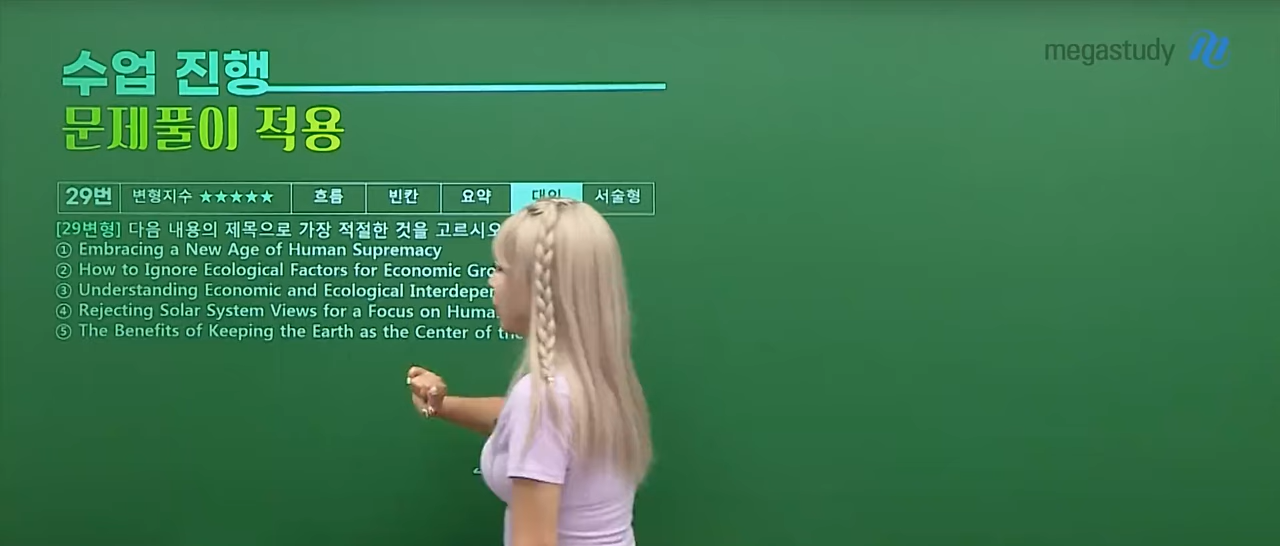 megastudy
수업 진행
문제풀이 적용
29번 변형지수 ★★★★★ 흐름 빈칸 요약 서술형
[29변형] 다음 내용의 제목으로 가장 적절한 것을 고르시오
① Embracing a New Age of Human Supremacy
② How to Ignore Ecological Factors for Economic
③ Understanding Economic and Ecological
④ Rejecting Solar System Views for a Focus on
⑤ The Benefits of Keeping the Earth as the Center of